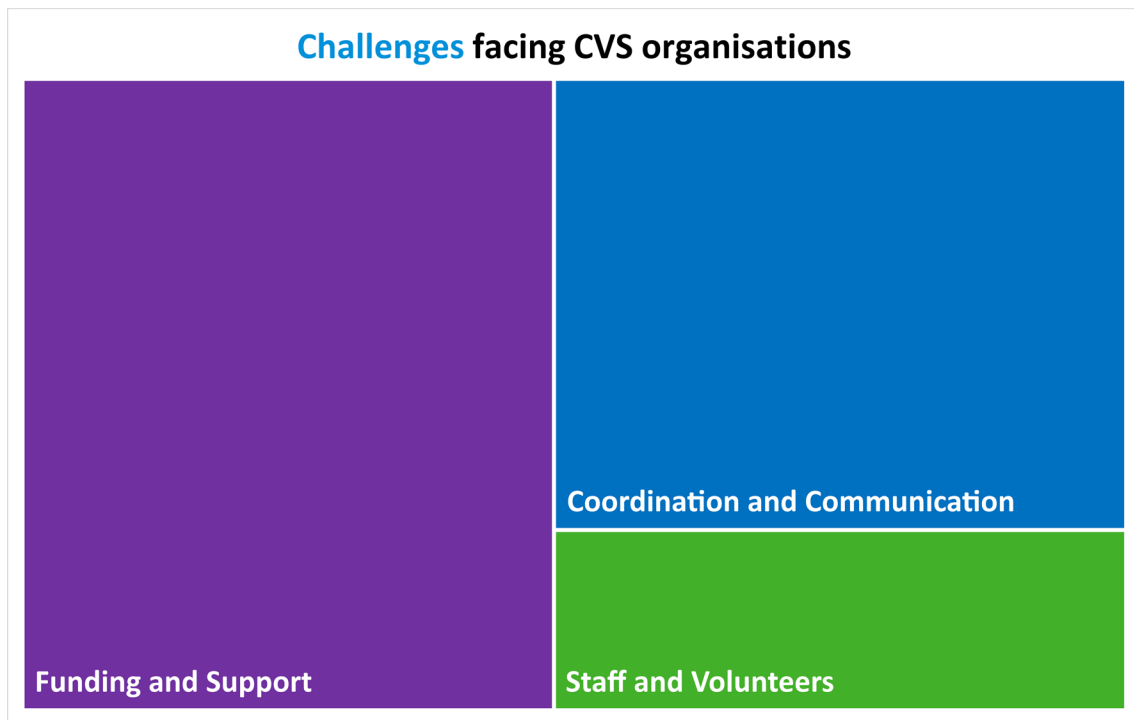 Challenges facing CVS organisations
Coordination and Communication
Funding and Support
Staff and Volunteers